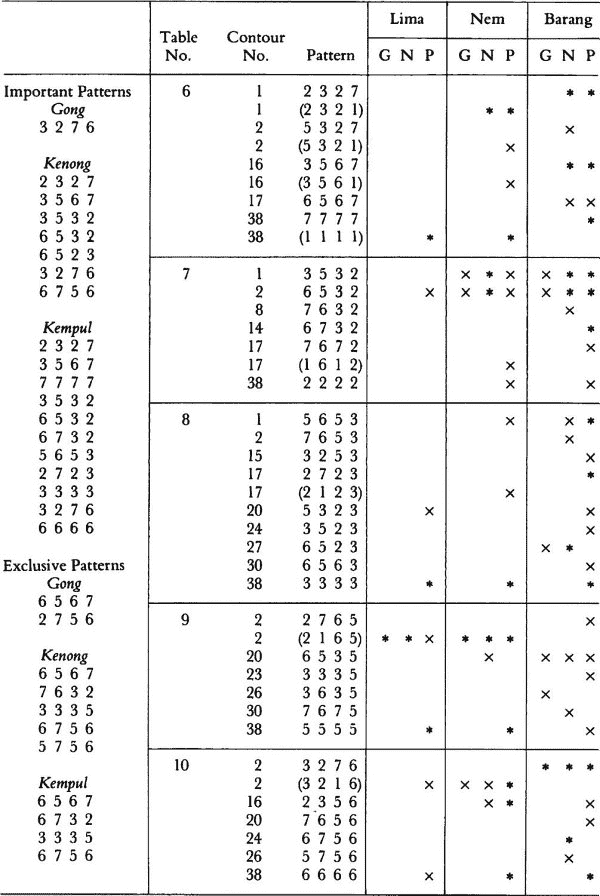 Lima Nem Barang
Table No. Contour No. Pattern G N P G N P G N P
Important Patterns
Gong
3 2 7 6
Kenong
2 3 2 7
3 5 6 7
3 5 3 2
6 5 3 2
6 5 2 3
3 2 7 6
6 7 5 6
Kempul
2 3 2 7
3 5 6 7
7 7 7 7
3 5 3 2
6 5 3 2
6 7 3 2
5 6 5 3
2 7 2 3
3 3 3 3
3 2 7 6
6 6 6 6
Exclusive Patterns
Gong
6 5 6 7
2 7 5 6
Kenong
6 5 6 7
7 6 3 2
3 3 3 5
6 7 5 6
5 7 5 6
Kempul
6 5 6 7
6 7 3 2
3 3 3 5
6 7 5 6
6 1 2 3 2 7 * *
1 (2 3 2 1) * *
2 5 3 2 7 ×
2 (5 3 2 1) ×
16 3 5 6 7 * *
16 (3 5 6 1) ×
17 6 5 6 7 × ×
38 7 7 7 7 *
38 (1 1 1 1) * *
7 1 3 5 3 2 × * × × * *
2 6 5 3 2 × × * × × * *
8 7 6 3 2 ×
14 6 7 3 2 *
17 7 6 7 2 ×
17 (1 6 1 2) ×
38 2 2 2 2 × ×
8 1 5 6 5 3 × × *
2 7 6 5 3 ×
15 3 2 5 3 ×
17 2 7 2 3 *
17 (2 1 2 3) ×
20 5 3 2 3 × ×
24 3 5 2 3 ×
27 6 5 2 3 × *
30 6 5 6 3 ×
38 3 3 3 3 * * *
9 2 2 7 6 5 ×
2 (2 1 6 5) * * × * * *
20 6 5 3 5 × × × ×
23 3 3 3 5 ×
26 3 6 3 5 ×
30 7 6 7 5 ×
38 5 5 5 5 * * ×
10 2 3 2 7 6 * * *
2 (3 2 1 6) × × × *
16 2 3 5 6 × * ×
20 7 6 5 6 ×
24 6 7 5 6 *
26 5 7 5 6 ×
38 6 6 6 6 × * *